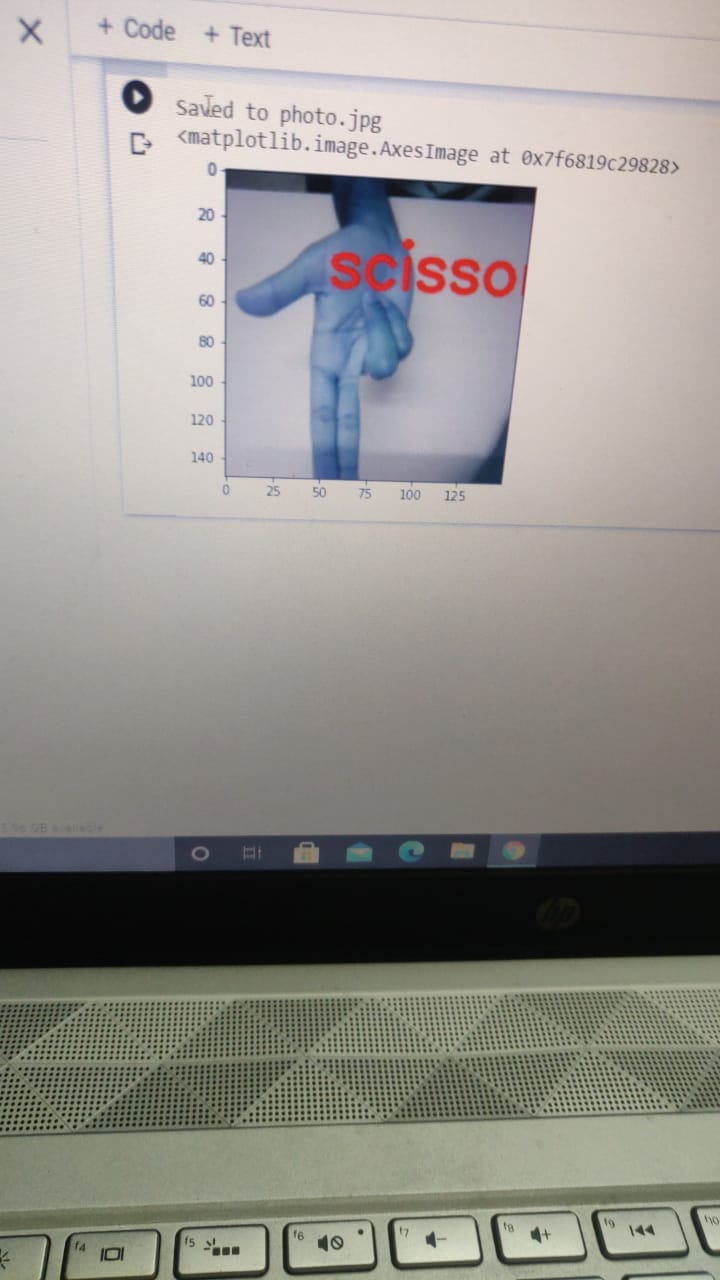 + Code + Text
Saved to photo.jpg
<matplotlib.image.AxesImage at 0x7f6819c29828>
0
20
40
60
80
100
120
140
scisso
0 25 50 75 100 125
GB available
hp
f4
f5
f6
f7
f8
f9
f10